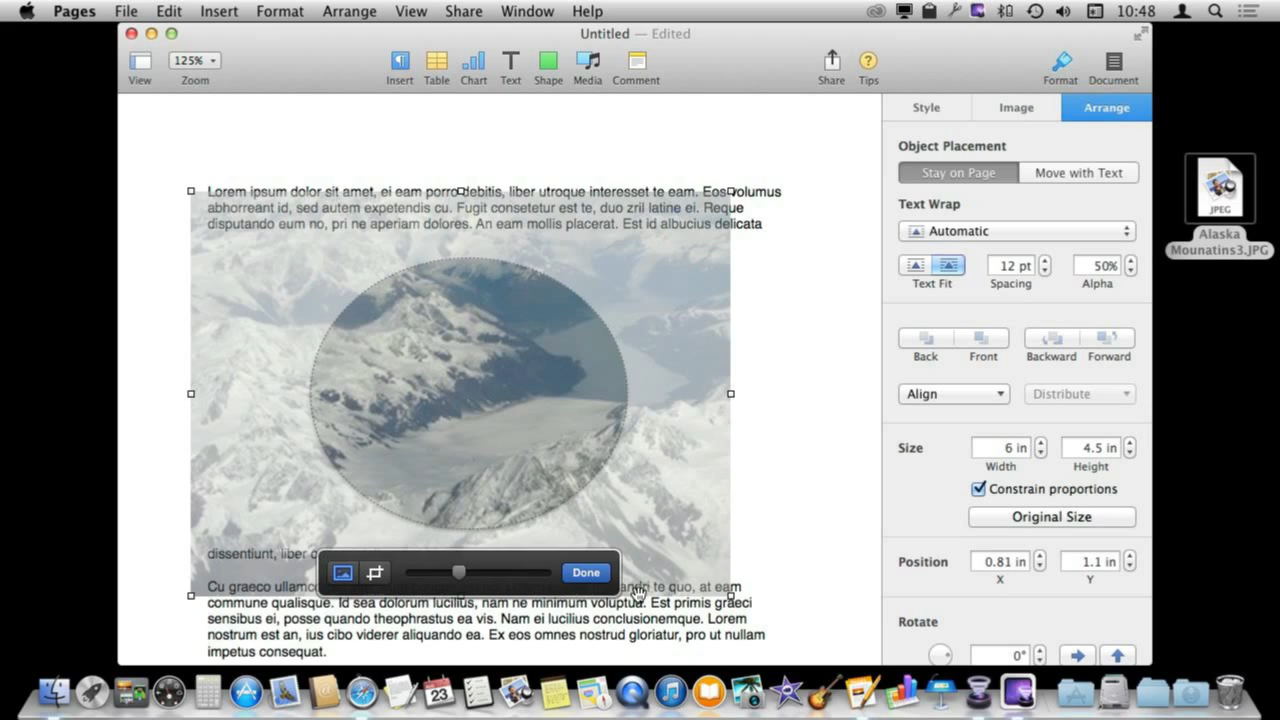 Pages File Edit Insert Format Arrange View Share Window Help 10:48
Untitled — Edited
125%
View Zoom Insert Table Chart Text Shape Media Comment Share Tips Format Document
Style Image Arrange
Object Placement
Stay on Page Move with Text
Text Wrap
Automatic
12 pt 50%
Text Fit Spacing Alpha
Back Front Backward Forward
Align Distribute
Size 6 in 4.5 in
Width Height
Constrain proportions
Original Size
Position 0.81 in 1.1 in
X Y
Rotate
0°
Lorem ipsum dolor sit amet, ei eam porro debitis, liber utroque interesset te eam. Eos volumus
abhorreant id, sed autem expetendis cu. Fugit consetetur est te, duo zril latine ei. Reque
disputando eum no, pri ne aperiam dolores. An eam mollis placerat. Est id albucius delicata
dissentiunt, liber
Done
Cu graeco ullamco te quo, at eam
commune qualisque. Id sea dolorum lucilius, nam ne minimum voluptua. Est primis graeci
sensibus ei, posse quando theophrastus ea vis. Nam ei lucilius conclusionemque. Lorem
nostrum est an, ius cibo viderer aliquando ea. Ex eos omnes nostrud gloriatur, pro ut nullam
impetus consequat.
JPEG
Alaska
Mounatins3.JPG
23